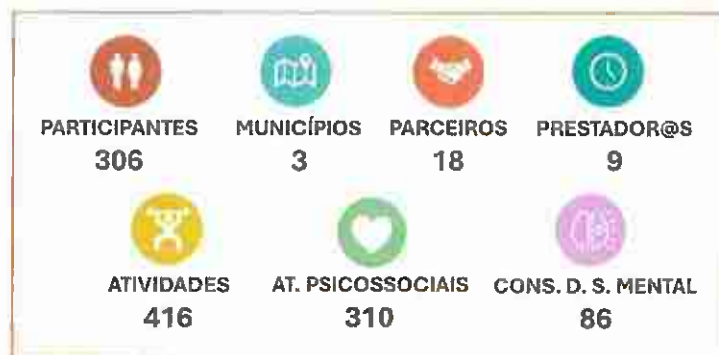 PARTICIPANTES MUNICÍPIOS PARCEIROS PRESTADOR@S
306 3 18 9
ATIVIDADES AT. PSICOSSOCIAIS CONS. D. S. MENTAL
416 310 86